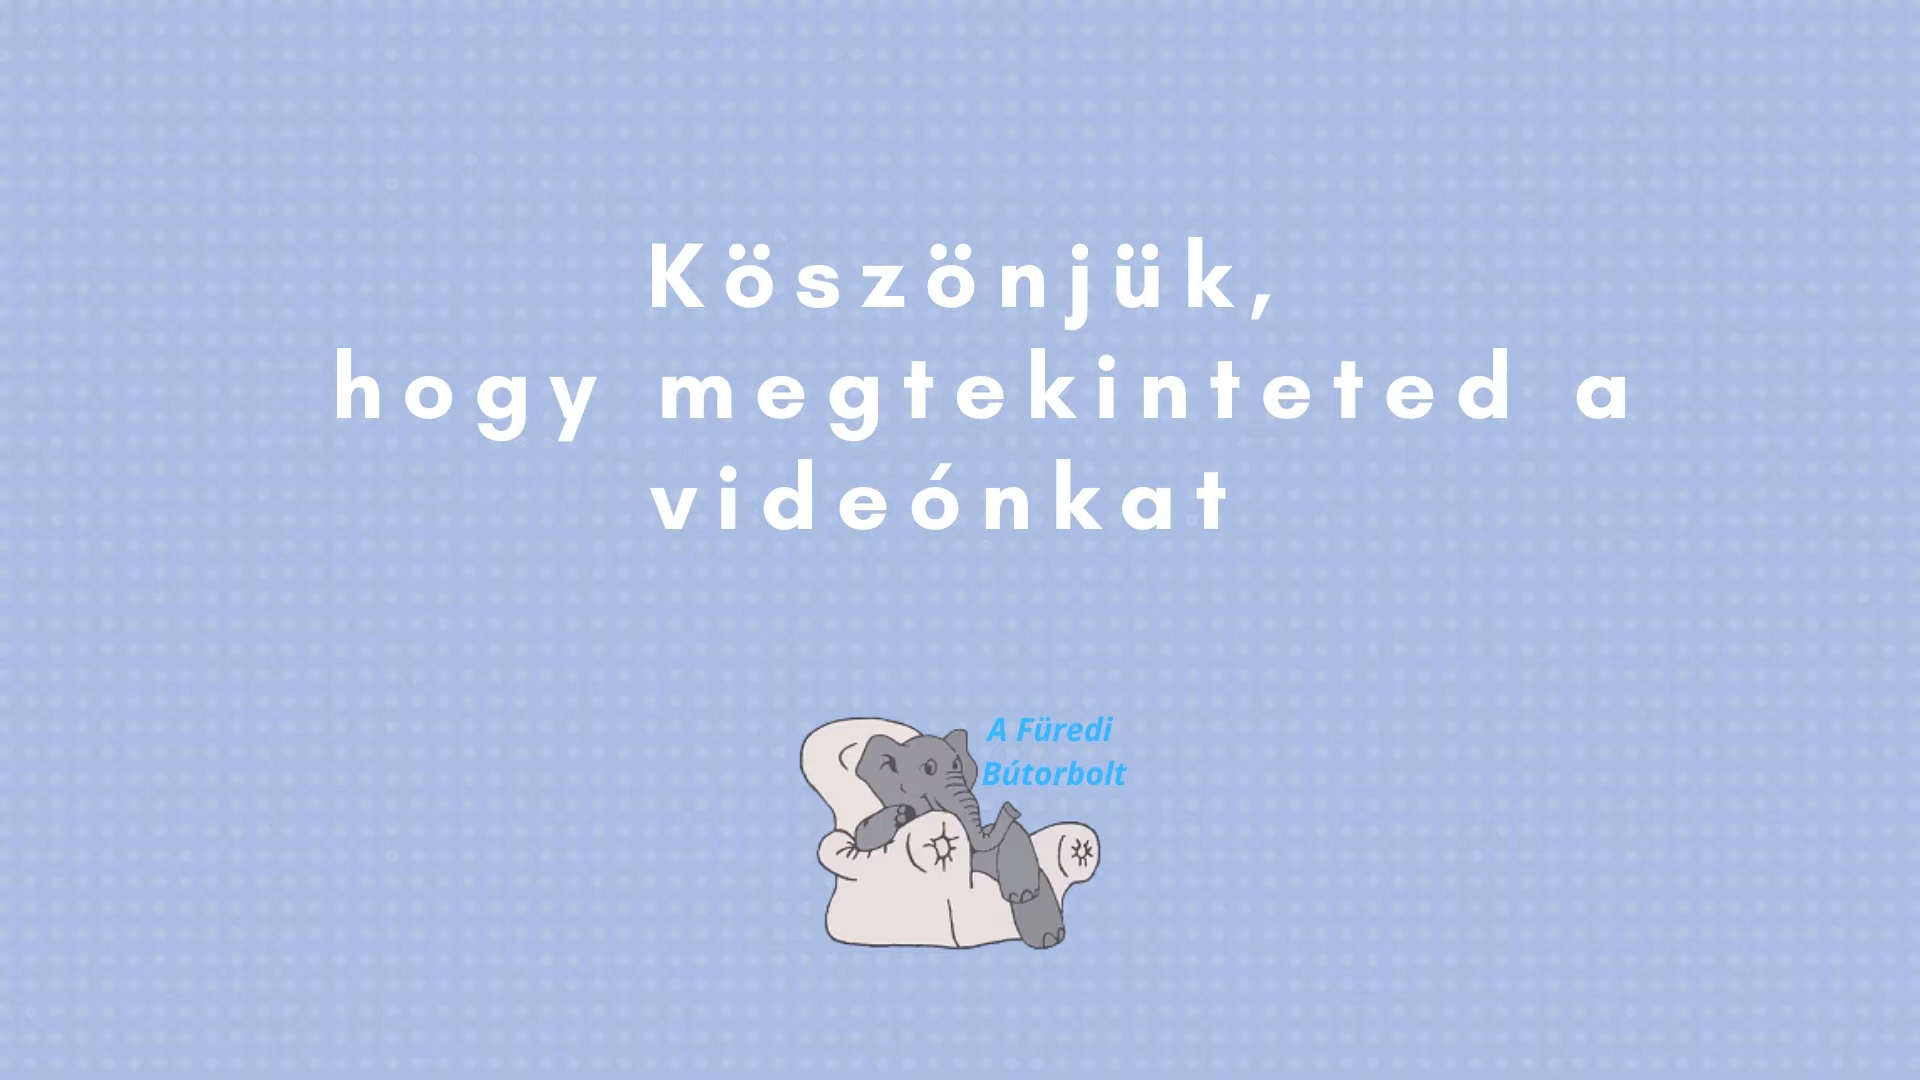 Köszönjük,
hogy megtekinteted a
videónkat
A Füredi
Bútorbolt